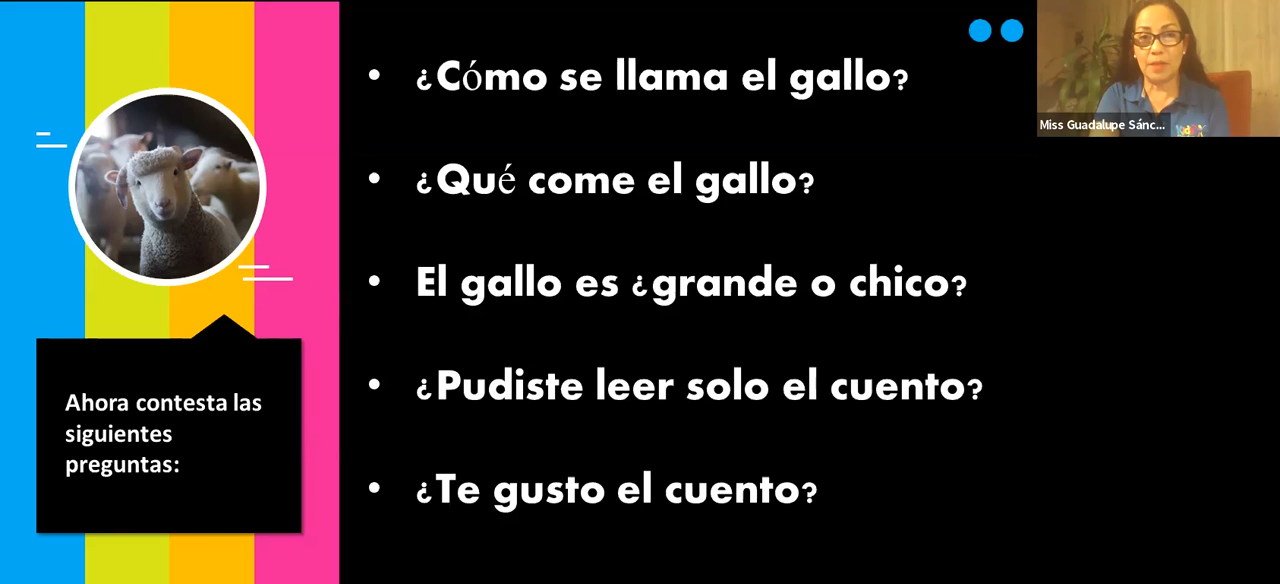 ¿Cómo se llama el gallo?
¿Qué come el gallo?
El gallo es ¿grande o chico?
¿Pudiste leer solo el cuento?
¿Te gusto el cuento?
Ahora contesta las
siguientes
preguntas:
Miss Guadalupe Sánc...